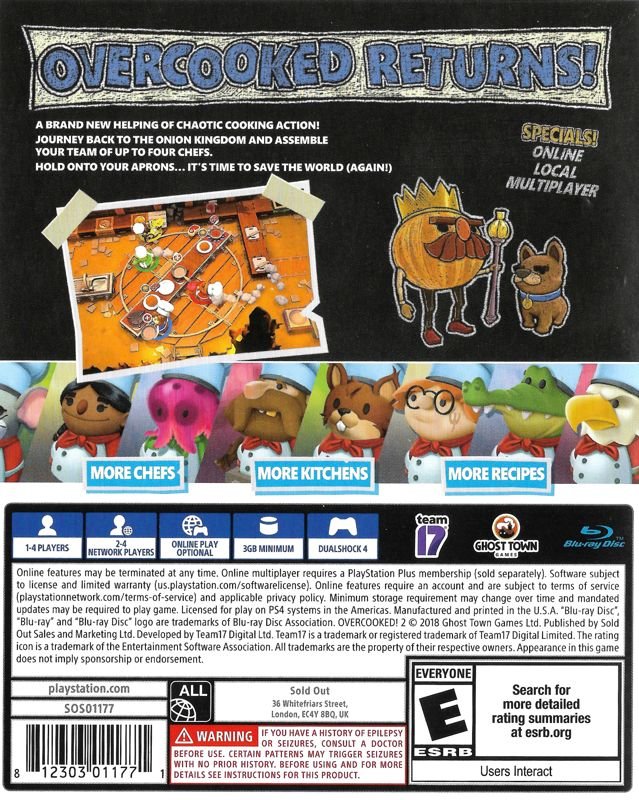 OVERCOOKED RETURNS!
A BRAND NEW HELPING OF CHAOTIC COOKING ACTION!
JOURNEY BACK TO THE ONION KINGDOM AND ASSEMBLE
YOUR TEAM OF UP TO FOUR CHEFS.
HOLD ONTO YOUR APRONS... IT'S TIME TO SAVE THE WORLD (AGAIN!)
SPECIALS!
ONLINE
LOCAL
MULTIPLAYER
MORE CHEFS
MORE KITCHENS
MORE RECIPES
1-4 PLAYERS
2-4
NETWORK PLAYERS
ONLINE PLAY
OPTIONAL
3GB MINIMUM
DUALSHOCK 4
team
17
GHOST TOWN
GAMES
Blu-ray Disc
TM
Online features may be terminated at any time. Online multiplayer requires a PlayStation Plus membership (sold separately). Software subject
to license and limited warranty (us.playstation.com/softwarelicense). Online features require an account and are subject to terms of service
(playstationnetwork.com/terms-of-service) and applicable privacy policy. Minimum storage requirement may change over time and mandated
updates may be required to play game. Licensed for play on PS4 systems in the Americas. Manufactured and printed in the U.S.A. "Blu-ray Disc",
"Blu-ray" and "Blu-ray Disc" logo are trademarks of Blu-ray Disc Association. OVERCOOKED! 2 © 2018 Ghost Town Games Ltd. Published by Sold
Out Sales and Marketing Ltd. Developed by Team17 Digital Ltd. Team17 is a trademark or registered trademark of Team17 Digital Limited. The rating
icon is a trademark of the Entertainment Software Association. All trademarks are the property of their respective owners. Appearance in this game
does not imply sponsorship or endorsement.
playstation.com
SOS01177
ALL
Sold Out
36 Whitefriars Street,
London, EC4Y 8BQ, UK
WARNING IF YOU HAVE A HISTORY OF EPILEPSY
OR SEIZURES, CONSULT A DOCTOR
BEFORE USE. CERTAIN PATTERNS MAY TRIGGER SEIZURES
WITH NO PRIOR HISTORY. BEFORE USING AND FOR MORE
DETAILS SEE INSTRUCTIONS FOR THIS PRODUCT.
8 12303 01177 1
EVERYONE
E
ESRB
Search for
more detailed
rating summaries
at esrb.org
Users Interact